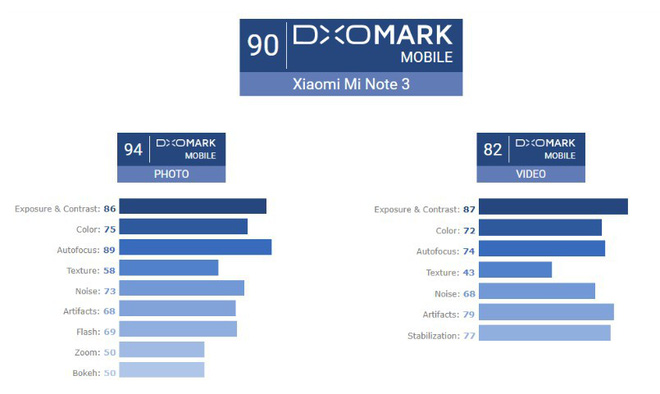 90 DXOMARK
MOBILE
Xiaomi Mi Note 3
94 DXOMARK
MOBILE
PHOTO
Exposure & Contrast: 86
Color: 75
Autofocus: 89
Texture: 58
Noise: 73
Artifacts: 68
Flash: 69
Zoom: 50
Bokeh: 50
82 DXOMARK
MOBILE
VIDEO
Exposure & Contrast: 87
Color: 72
Autofocus: 74
Texture: 43
Noise: 68
Artifacts: 79
Stabilization: 77